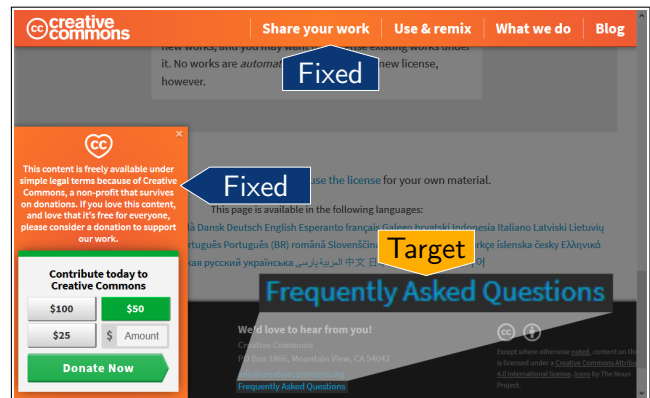 cc creative commons
Share your work
Use & remix
What we do
Blog
new works, and you may want to
existing works under
it. No works are
new license,
however.
Fixed
×
cc
This content is freely available under
simple legal terms because of Creative
Commons, a non-profit that survives
on donations. If you love this content,
and love that it's free for everyone,
please consider a donation to support
our work.
Fixed
use the license for your own material.
This page is available in the following languages:
Dansk Deutsch English Esperanto français Galego hrvatski Indonesia Italiano Latviski Lietuvių
Português (BR) română Slovenščina
íslenska česky Ελληνικά
русский українська
中文
Target
Contribute today to
Creative Commons
$100
$50
$25
$ Amount
Donate Now
Frequently Asked Questions
We'd love to hear from you!
Creative Commons
PO Box 1866, Mountain View, CA 94042
info@creativecommons.org
Frequently Asked Questions
cc
Except where otherwise noted, content on this
is licensed under a Creative Commons
4.0 International license. Icons by The Noun
Project.